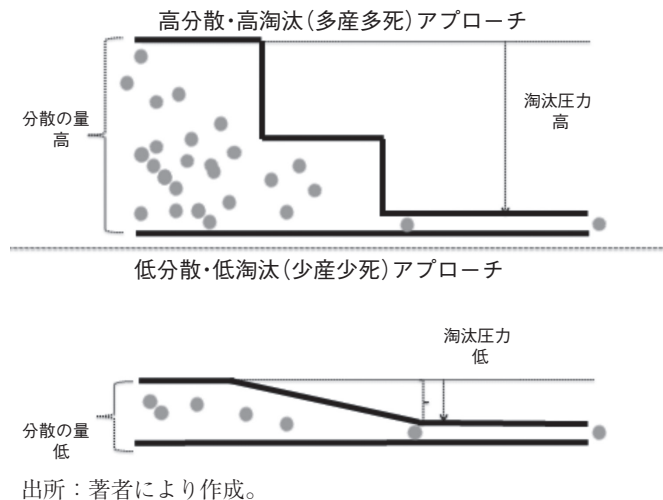 高分散・高淘汰（多産多死）アプローチ
分散の量
高
淘汰圧力
高
低分散・低淘汰（少産少死）アプローチ
淘汰圧力
低
分散の量
低
出所：著者により作成。